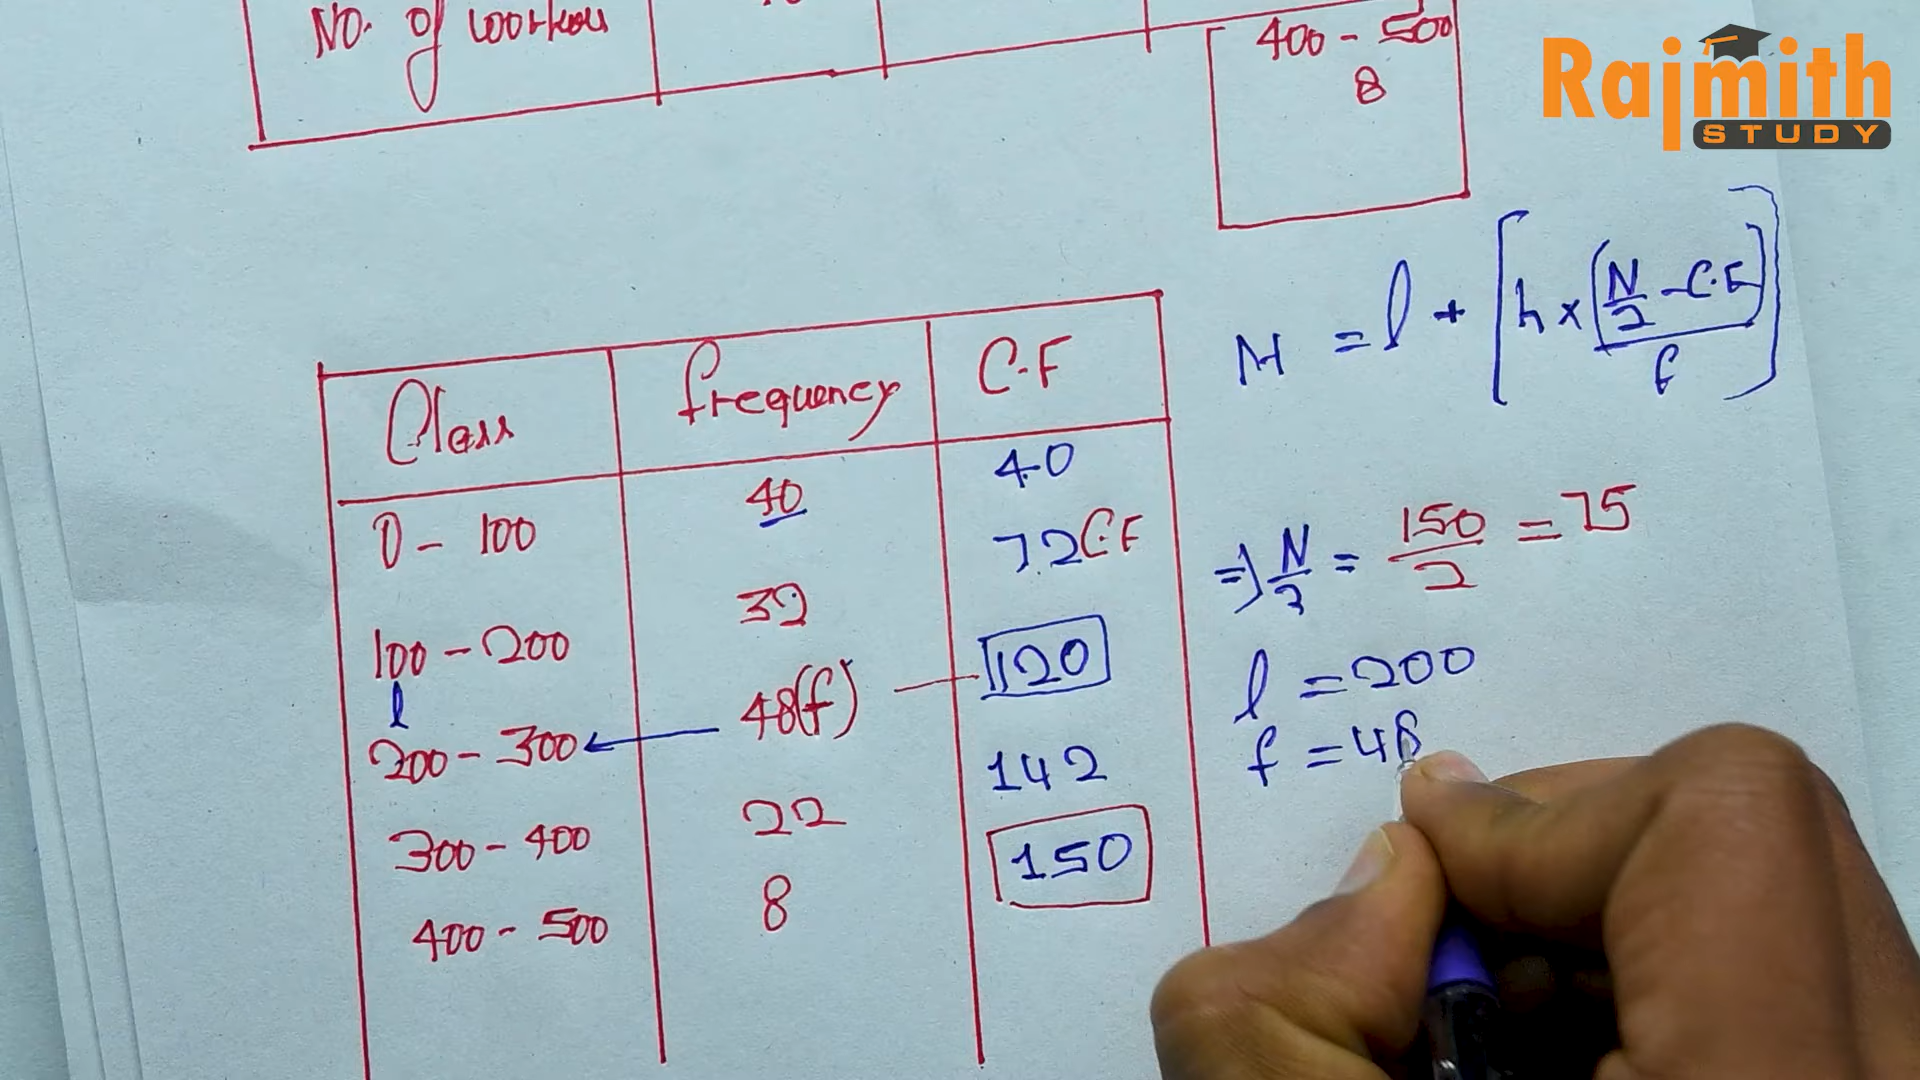 No. of workers
400 - 500
8
Rajmith
STUDY
M = l + [h × (N/2 - C.F) / f]
Class frequency C.F
0 - 100 40 40
100 - 200 32 72 C.F
l
200 - 300 48(f) 120
300 - 400 22 142
400 - 500 8 150
⇒) N/2 = 150/2 = 75
l = 200
f = 48